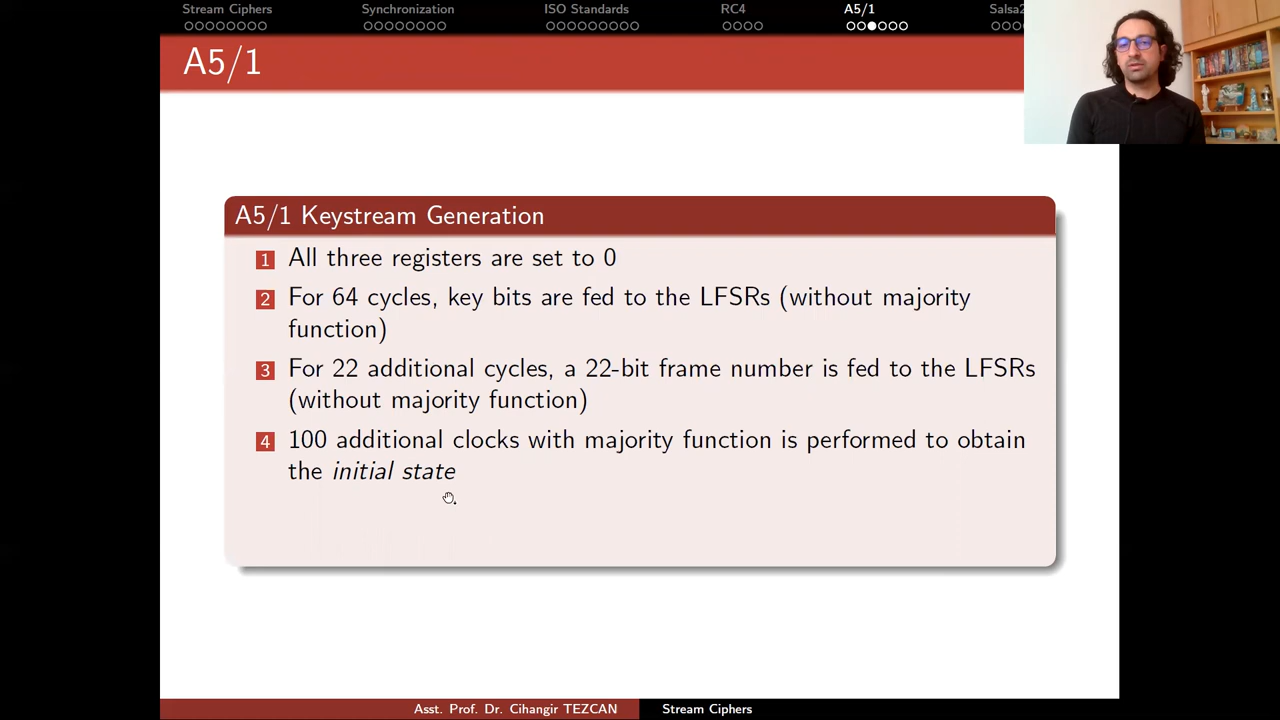 Stream Ciphers Synchronization ISO Standards RC4 A5/1 Salsa2
A5/1
A5/1 Keystream Generation
1 All three registers are set to 0
2 For 64 cycles, key bits are fed to the LFSRs (without majority
function)
3 For 22 additional cycles, a 22-bit frame number is fed to the LFSRs
(without majority function)
4 100 additional clocks with majority function is performed to obtain
the initial state
Asst. Prof. Dr. Cihangir TEZCAN Stream Ciphers